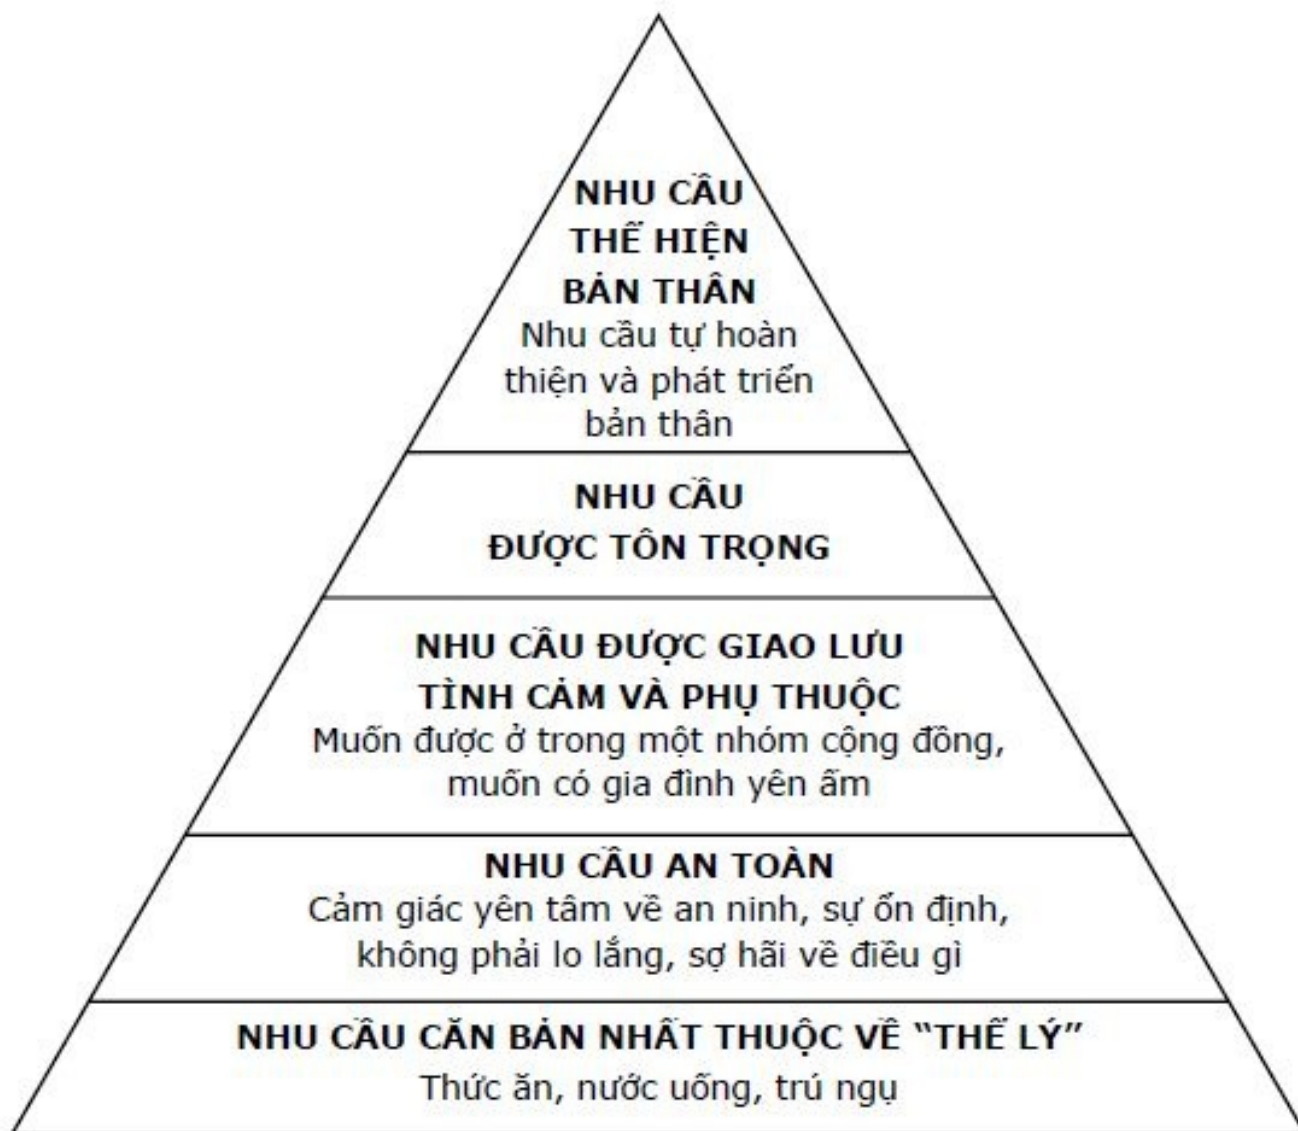 NHU CẦU
THỂ HIỆN
BẢN THÂN
Nhu cầu tự hoàn
thiện và phát triển
bản thân
NHU CẦU
ĐƯỢC TÔN TRỌNG
NHU CẦU ĐƯỢC GIAO LƯU
TÌNH CẢM VÀ PHỤ THUỘC
Muốn được ở trong một nhóm cộng đồng,
muốn có gia đình yên ấm
NHU CẦU AN TOÀN
Cảm giác yên tâm về an ninh, sự ổn định,
không phải lo lắng, sợ hãi về điều gì
NHU CẦU CĂN BẢN NHẤT THUỘC VỀ “THỂ LÝ”
Thức ăn, nước uống, trú ngụ